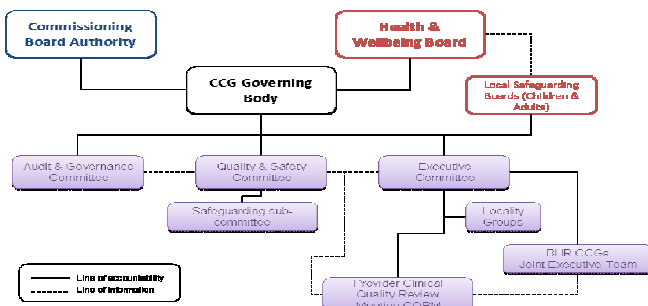 Commissioning
Board Authority
Health &
Wellbeing Board
CCG Governing
Body
Local Safeguarding
Boards (Children &
Adults)
Audit & Governance
Committee
Quality & Safety
Committee
Executive
Committee
Safeguarding sub-
committee
Locality
Groups
BHR CCGs
Joint Executive Team
Line of accountability
Line of information
Provider Clinical
Quality Review